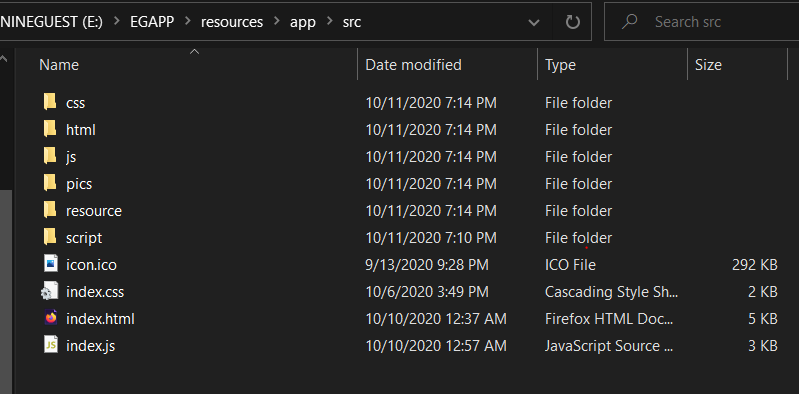 NINEGUEST (E:) > EGAPP > resources > app > src Search src
Name Date modified Type Size
css 10/11/2020 7:14 PM File folder
html 10/11/2020 7:14 PM File folder
js 10/11/2020 7:14 PM File folder
pics 10/11/2020 7:14 PM File folder
resource 10/11/2020 7:14 PM File folder
script 10/11/2020 7:10 PM File folder
icon.ico 9/13/2020 9:28 PM ICO File 292 KB
index.css 10/6/2020 3:49 PM Cascading Style Sh... 2 KB
index.html 10/10/2020 12:37 AM Firefox HTML Doc... 5 KB
JS index.js 10/10/2020 12:57 AM JavaScript Source ... 3 KB